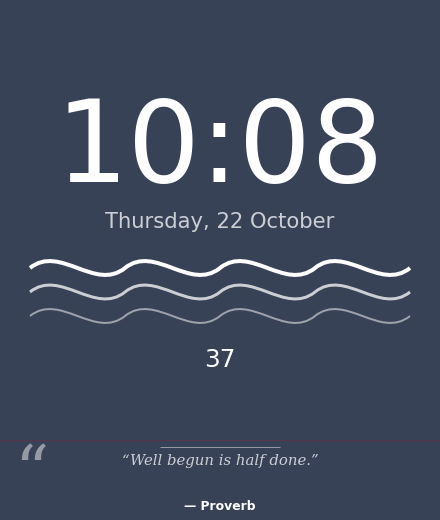 10:08
Thursday, 22 October
37
“
“Well begun is half done.”
— Proverb